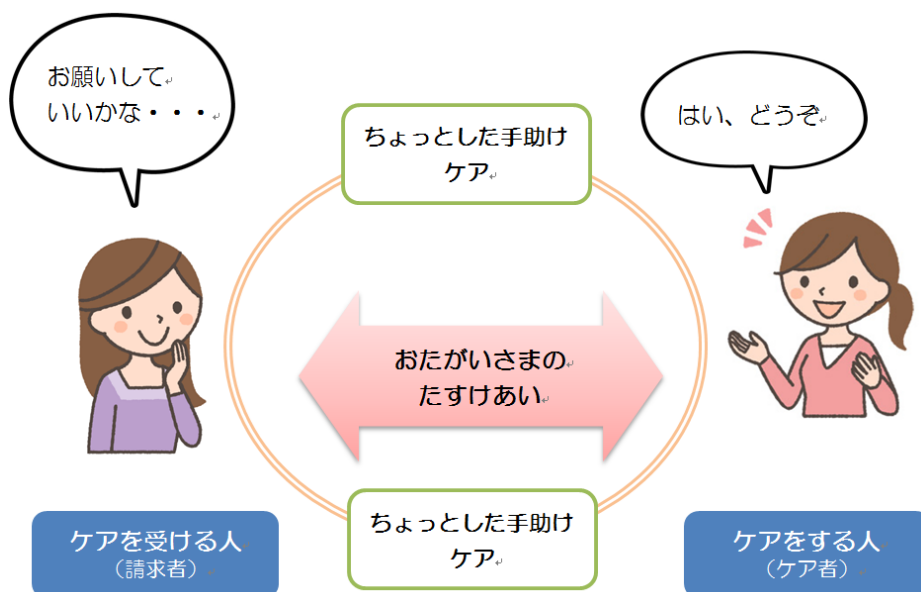 お願いして
いいかな・・・
はい、どうぞ
ちょっとした手助け
ケア
おたがいさまの
たすけあい
ちょっとした手助け
ケア
ケアを受ける人
（請求者）
ケアをする人
（ケア者）